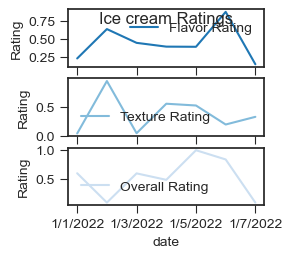 Ice cream Ratings
Flavor Rating
Rating
0.75
0.50
0.25
Texture Rating
Rating
0.5
0.0
Overall Rating
Rating
1.0
0.5
1/1/2022 1/3/2022 1/5/2022 1/7/2022
date